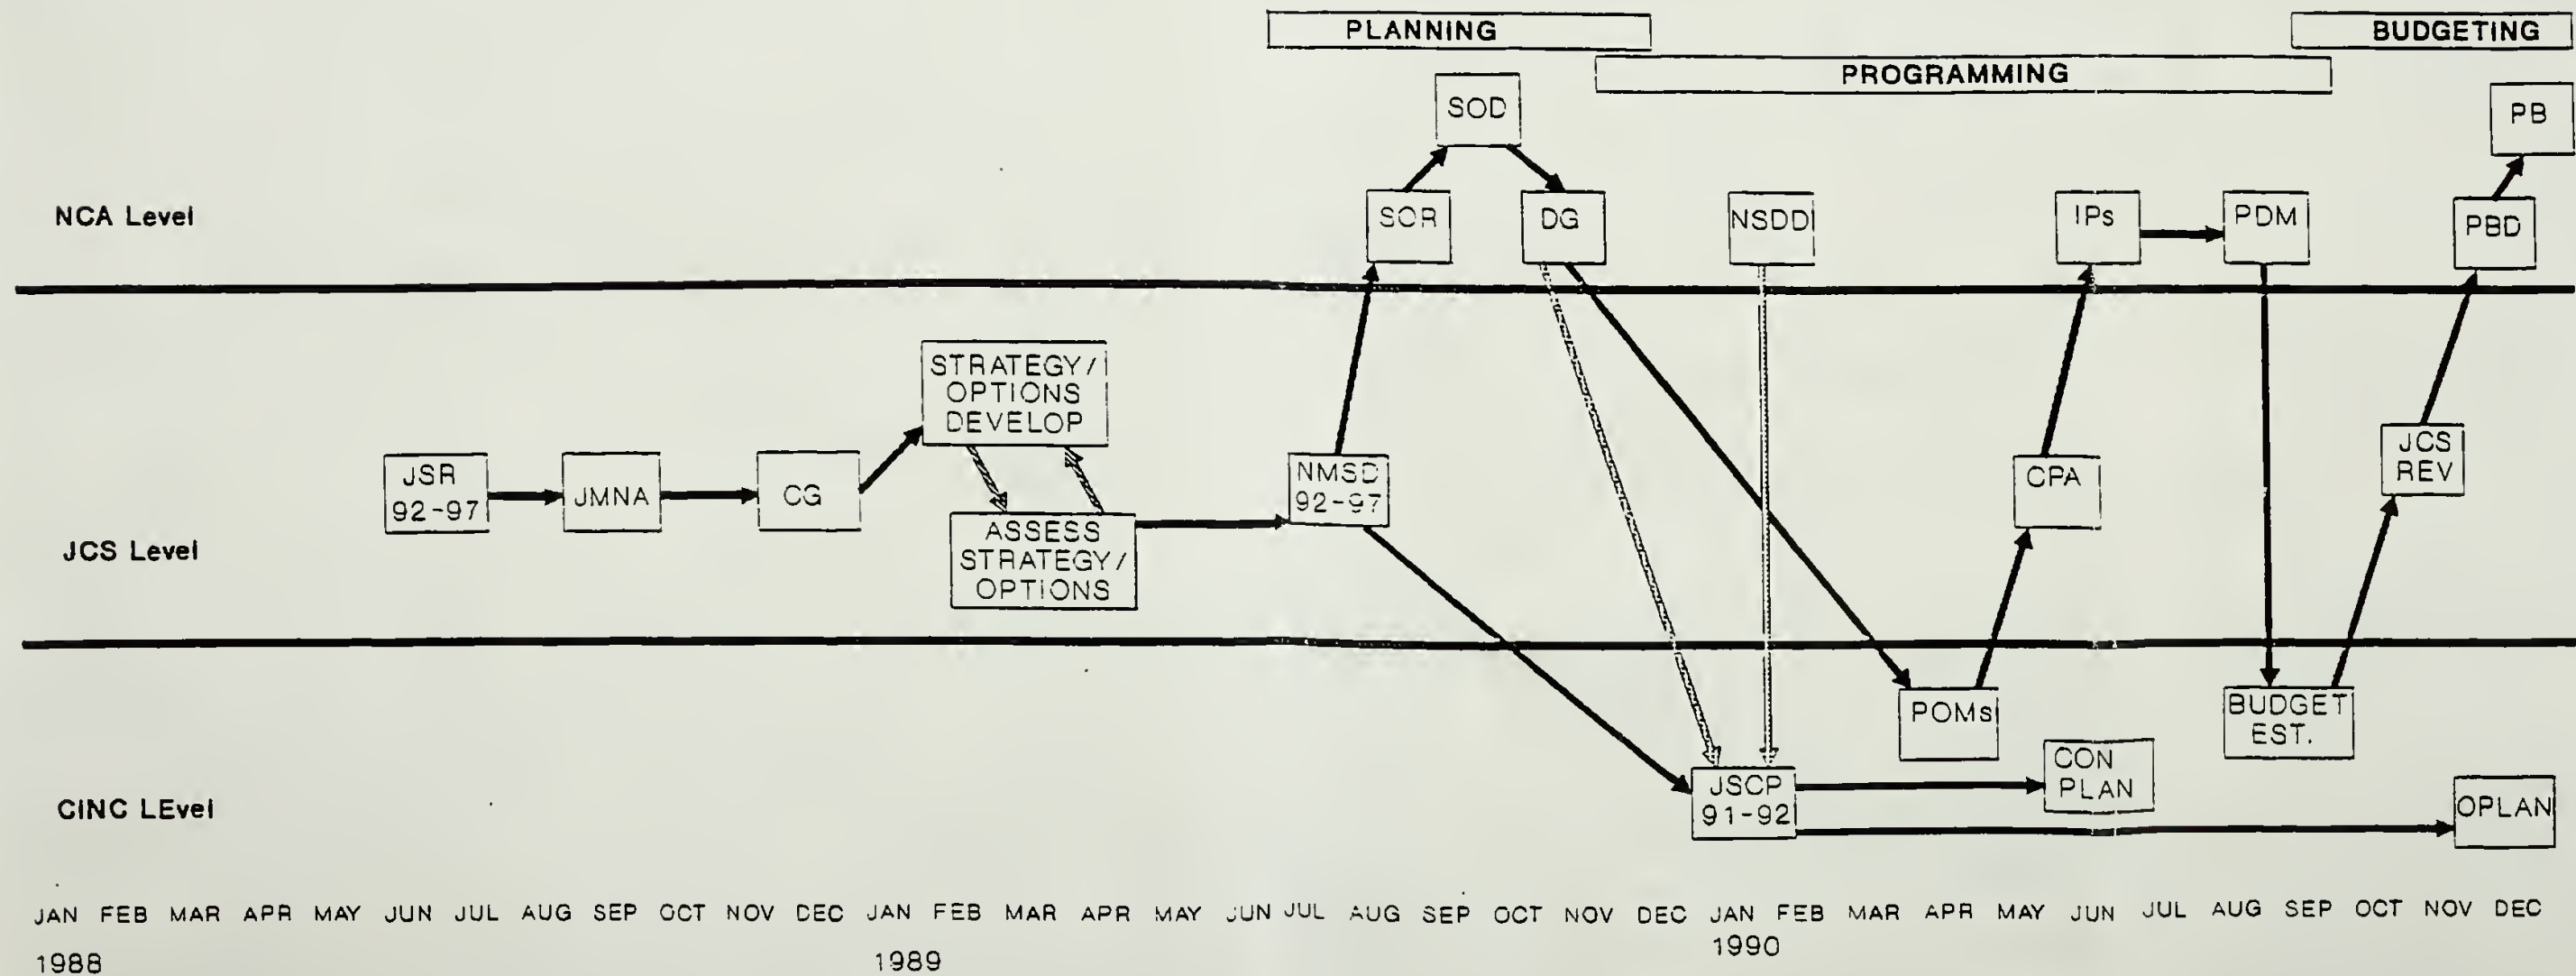 PLANNING
BUDGETING
PROGRAMMING
SOD
PB
NCA Level
SOR
DG
NSDD
IPs
PDM
PBD
STRATEGY/
OPTIONS
DEVELOP
JSR
92-97
JMNA
CG
NMSD
92-97
CPA
JCS
REV
JCS Level
ASSESS
STRATEGY/
OPTIONS
POMs
BUDGET
EST.
CON
PLAN
JSCP
91-92
OPLAN
CINC LEvel
JAN FEB MAR APR MAY JUN JUL AUG SEP OCT NOV DEC JAN FEB MAR APR MAY JUN JUL AUG SEP OCT NOV DEC JAN FEB MAR APR MAY JUN JUL AUG SEP OCT NOV DEC
1988 1989 1990